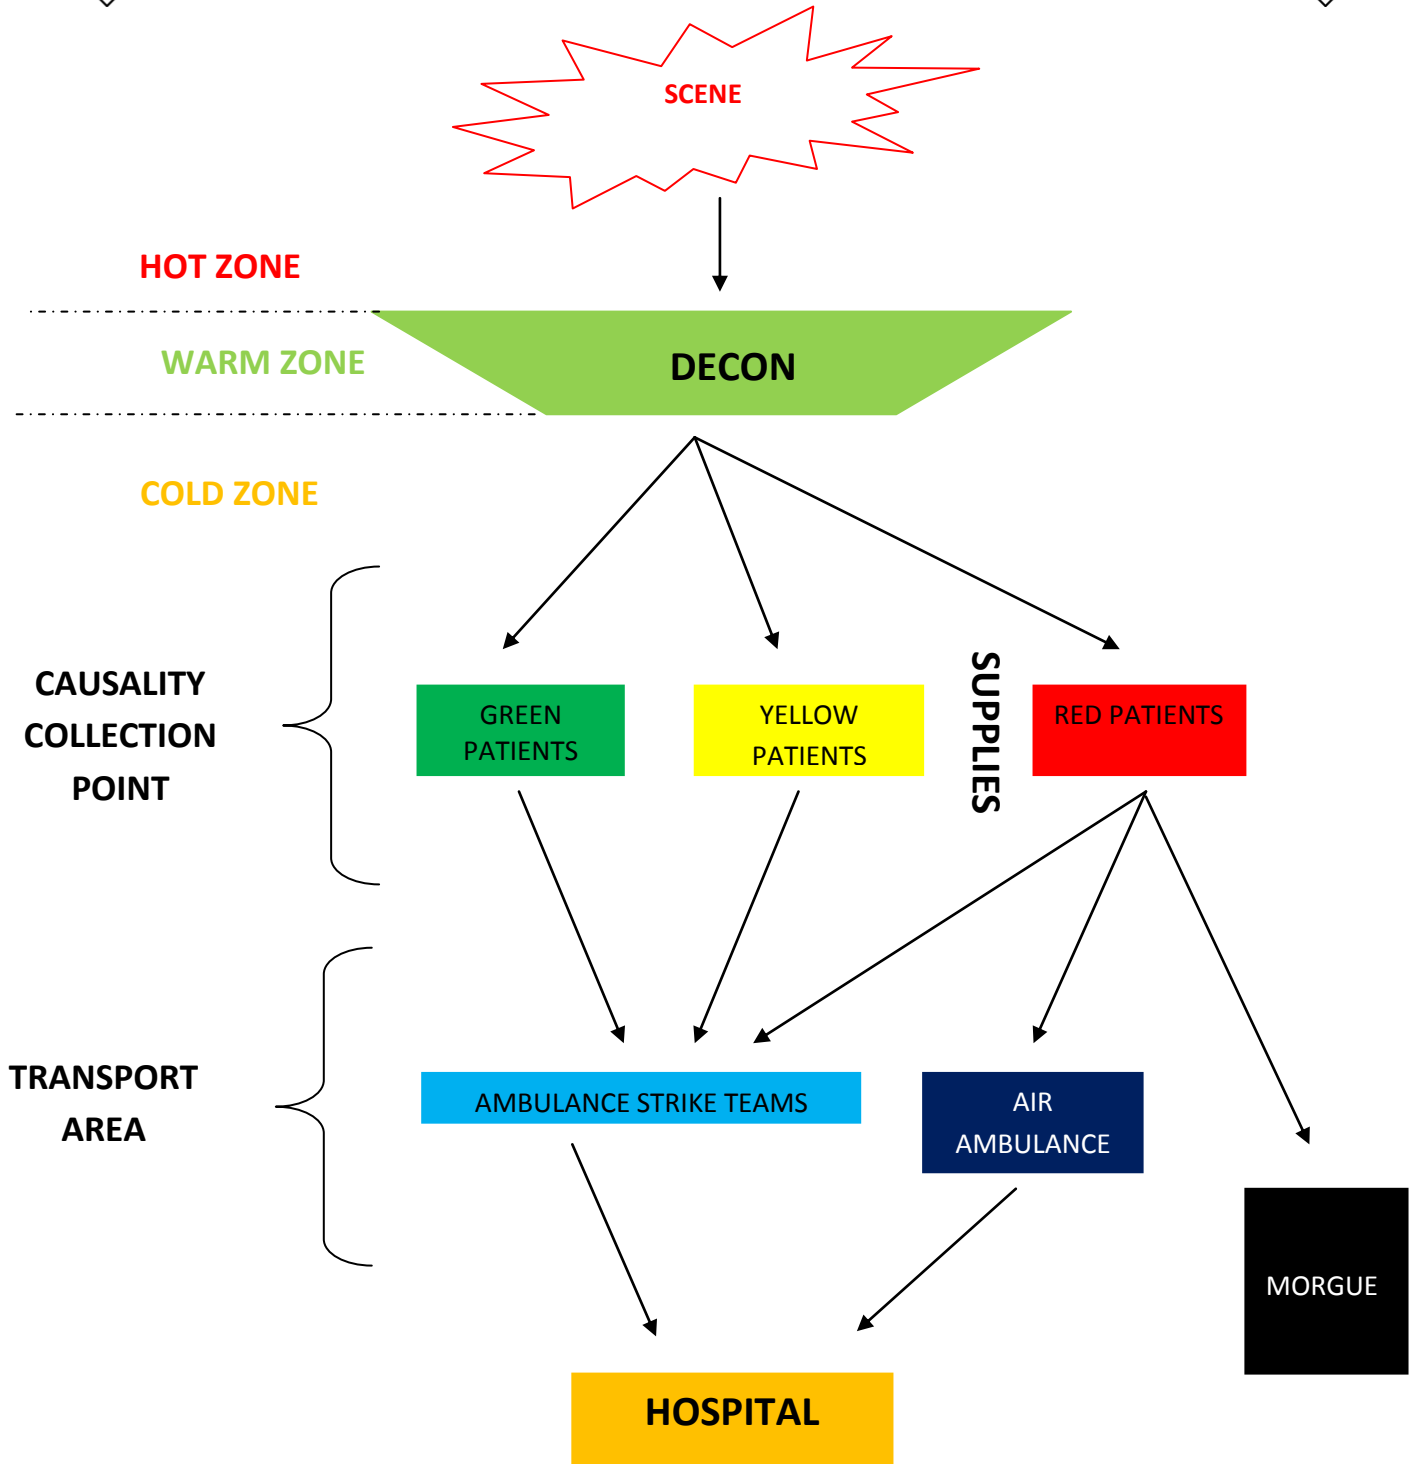 SCENE
HOT ZONE
WARM ZONE
DECON
COLD ZONE
CAUSALITY
COLLECTION
POINT
GREEN
PATIENTS
YELLOW
PATIENTS
SUPPLIES
RED PATIENTS
TRANSPORT
AREA
AMBULANCE STRIKE TEAMS
AIR
AMBULANCE
MORGUE
HOSPITAL